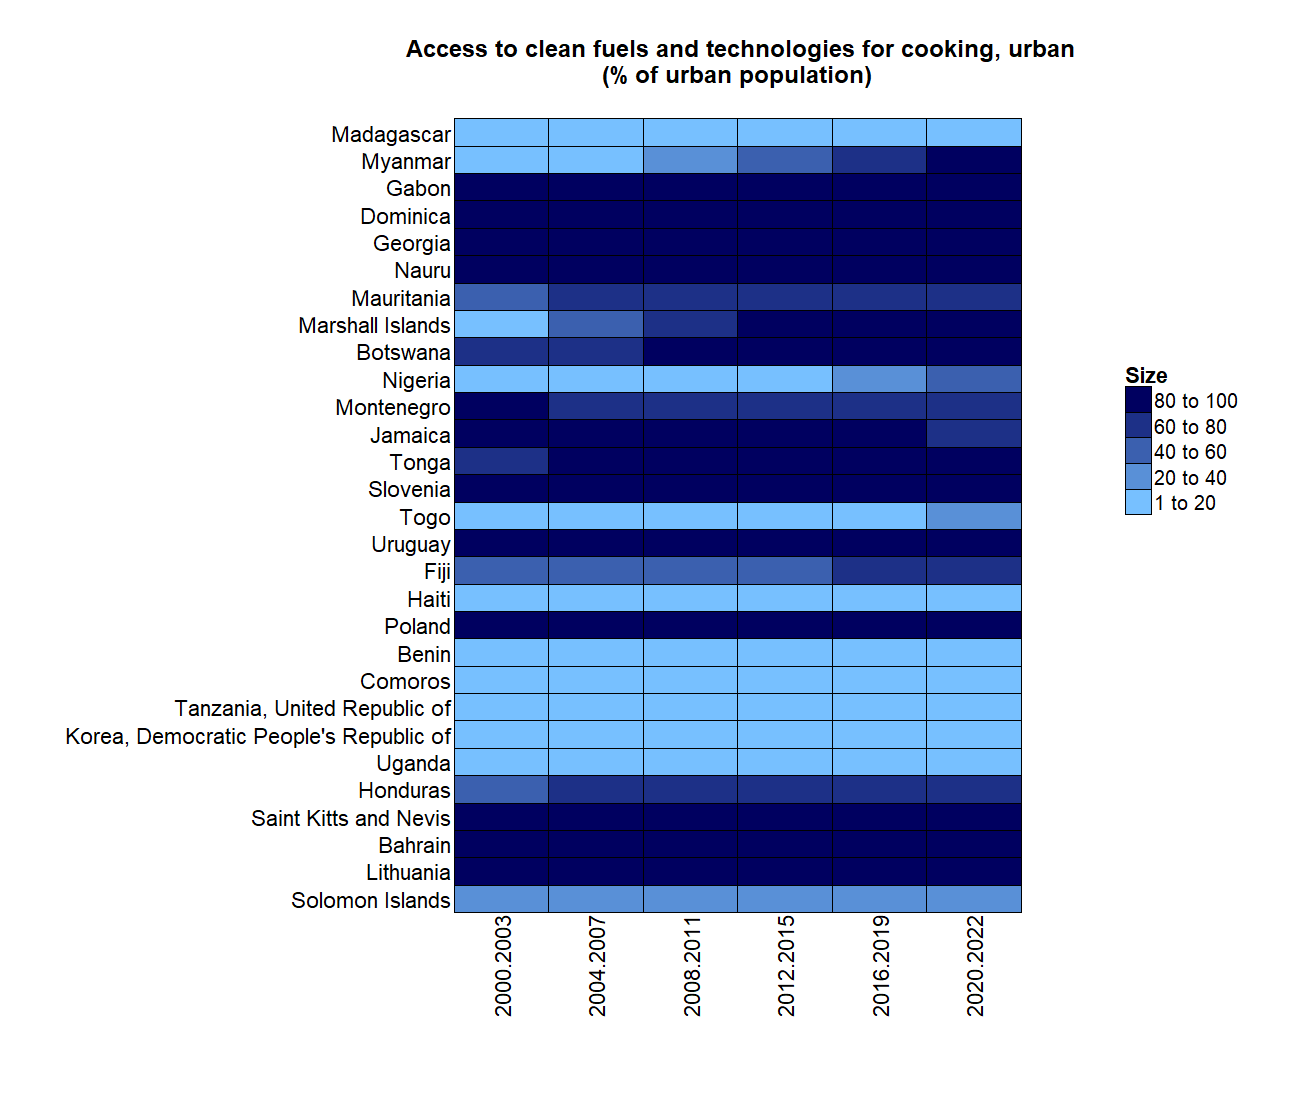 Access to clean fuels and technologies for cooking, urban
(% of urban population)
Madagascar
Myanmar
Gabon
Dominica
Georgia
Nauru
Mauritania
Marshall Islands
Botswana
Nigeria
Montenegro
Jamaica
Tonga
Slovenia
Togo
Uruguay
Fiji
Haiti
Poland
Benin
Comoros
Tanzania, United Republic of
Korea, Democratic People's Republic of
Uganda
Honduras
Saint Kitts and Nevis
Bahrain
Lithuania
Solomon Islands
2000.2003
2004.2007
2008.2011
2012.2015
2016.2019
2020.2022
Size
80 to 100
60 to 80
40 to 60
20 to 40
1 to 20